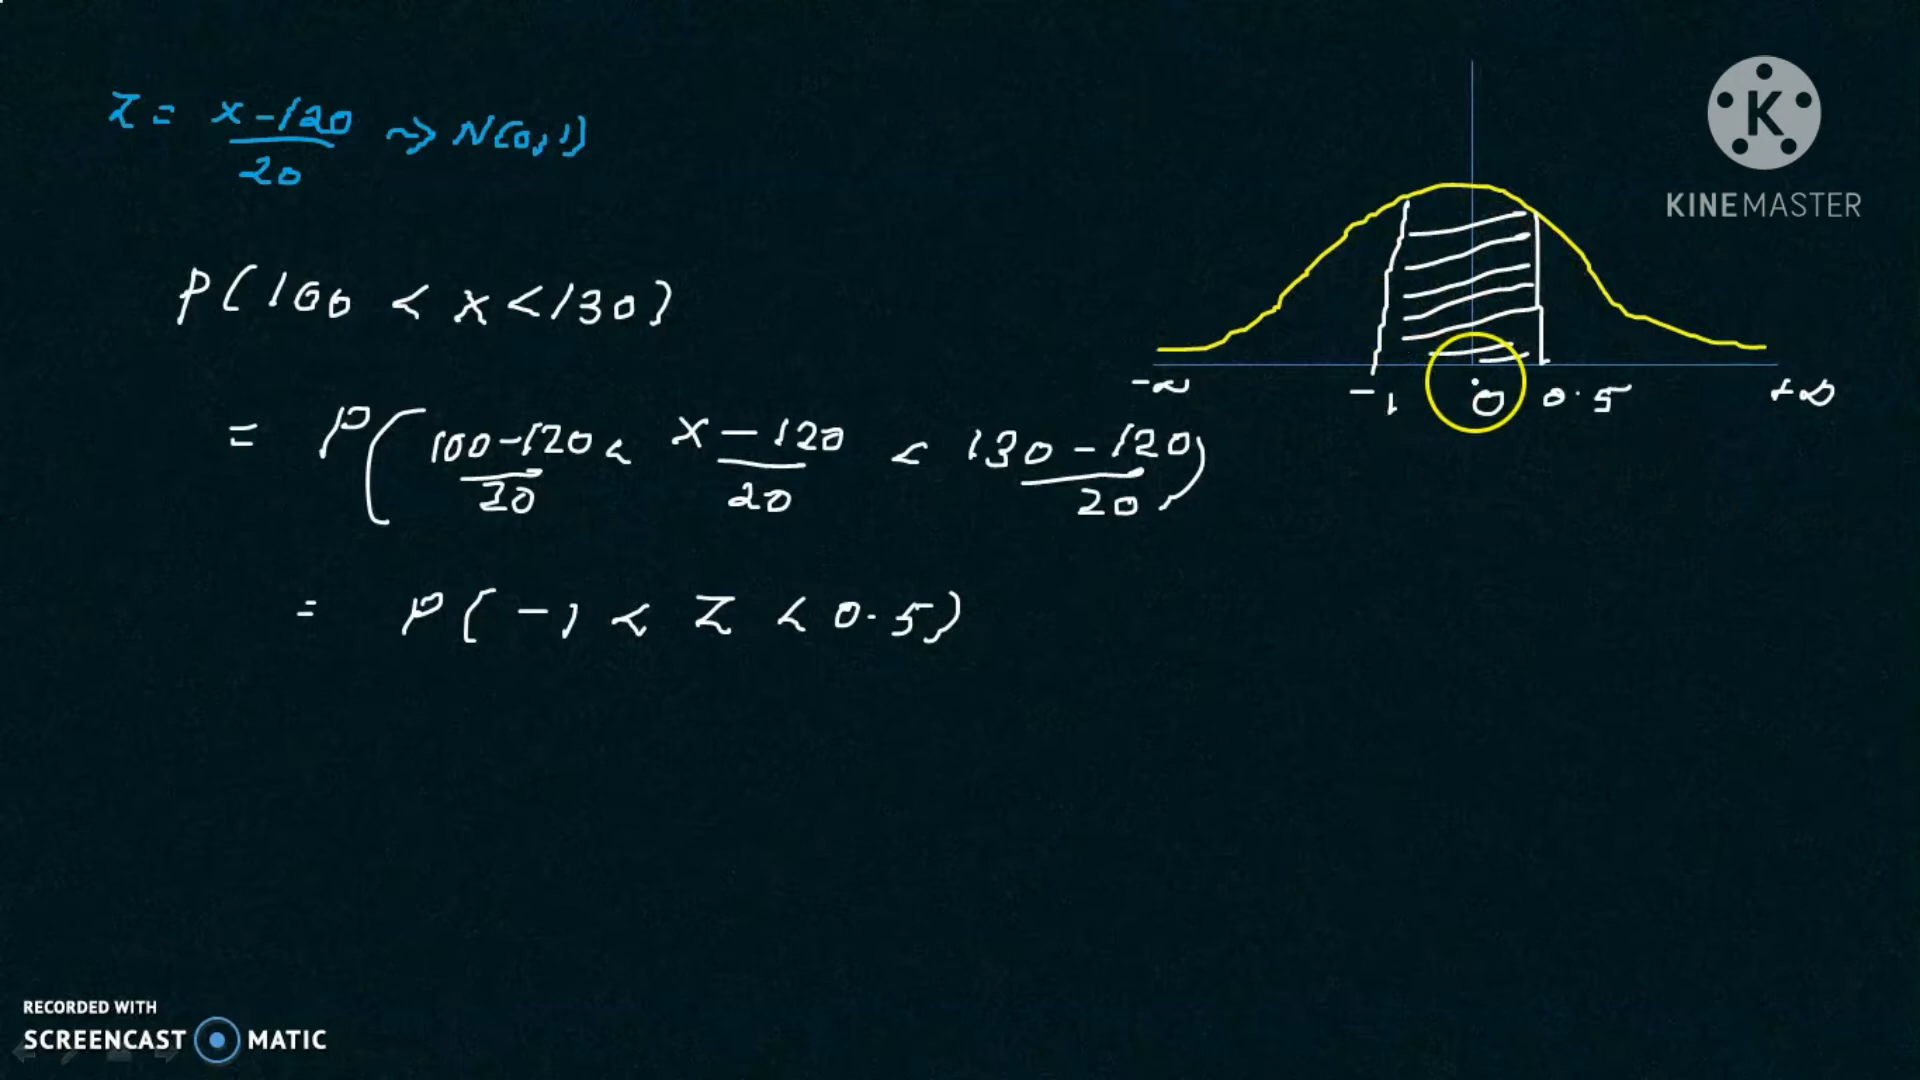 Z = x-120/20 ~> N(0,1)
K
KINEMASTER
P(100 < x < 130)
-∞ -1 0 0.5 +∞
= P(100-120/20 < x-120/20 < 130-120/20)
= P(-1 < Z < 0.5)
RECORDED WITH
SCREENCAST MATIC